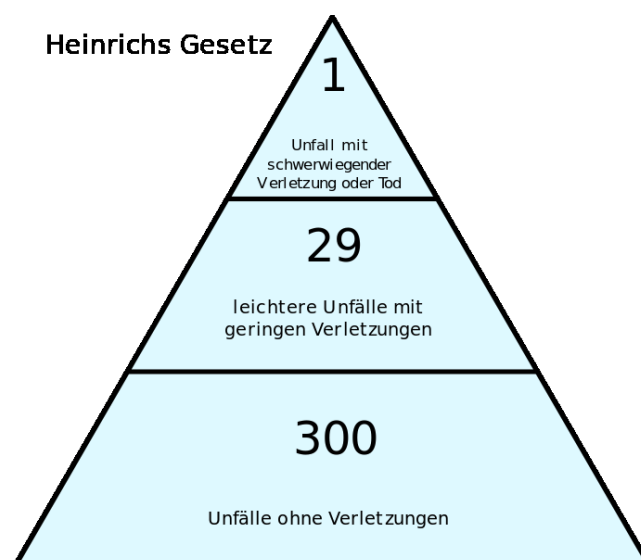 Heinrichs Gesetz
1
Unfall mit
schwerwiegender
Verletzung oder Tod
29
leichtere Unfälle mit
geringen Verletzungen
300
Unfälle ohne Verletzungen